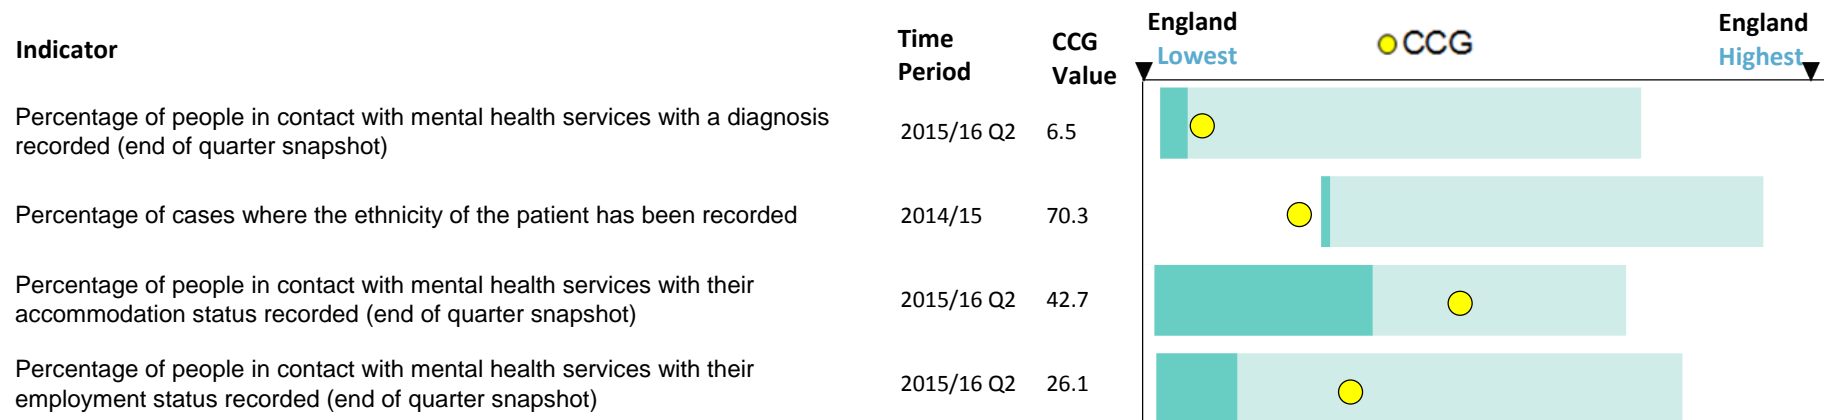 Indicator
Time
Period
CCG
Value
England
Lowest
CCG
England
Highest
Percentage of people in contact with mental health services with a diagnosis
recorded (end of quarter snapshot)
2015/16 Q2
6.5
Percentage of cases where the ethnicity of the patient has been recorded
2014/15
70.3
Percentage of people in contact with mental health services with their
accommodation status recorded (end of quarter snapshot)
2015/16 Q2
42.7
Percentage of people in contact with mental health services with their
employment status recorded (end of quarter snapshot)
2015/16 Q2
26.1